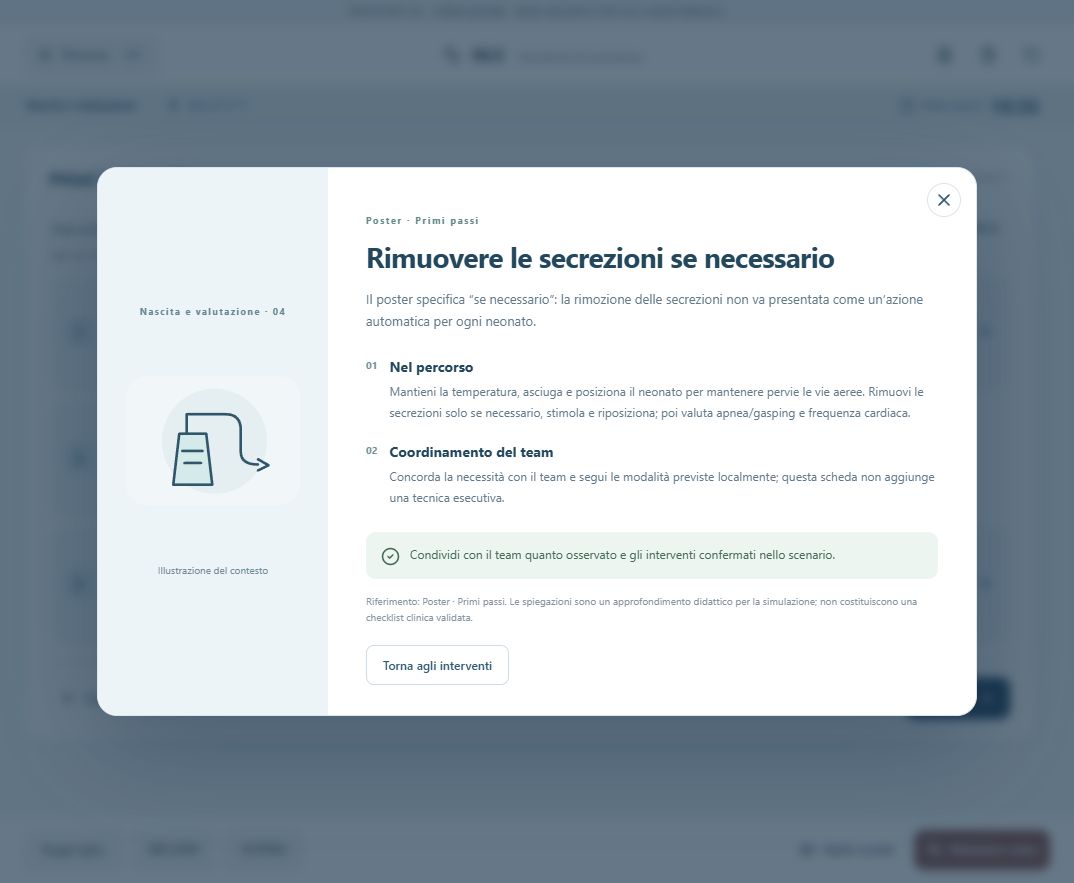 Nascita e valutazione · 04
Illustrazione del contesto
Poster · Primi passi
Rimuovere le secrezioni se necessario
Il poster specifica “se necessario”: la rimozione delle secrezioni non va presentata come un’azione
automatica per ogni neonato.
01 Nel percorso
Mantieni la temperatura, asciuga e posiziona il neonato per mantenere pervie le vie aeree. Rimuovi le
secrezioni solo se necessario, stimola e riposiziona; poi valuta apnea/gasping e frequenza cardiaca.
02 Coordinamento del team
Concorda la necessità con il team e segui le modalità previste localmente; questa scheda non aggiunge
una tecnica esecutiva.
Condividi con il team quanto osservato e gli interventi confermati nello scenario.
Riferimento: Poster · Primi passi. Le spiegazioni sono un approfondimento didattico per la simulazione; non costituiscono una
checklist clinica validata.
Torna agli interventi